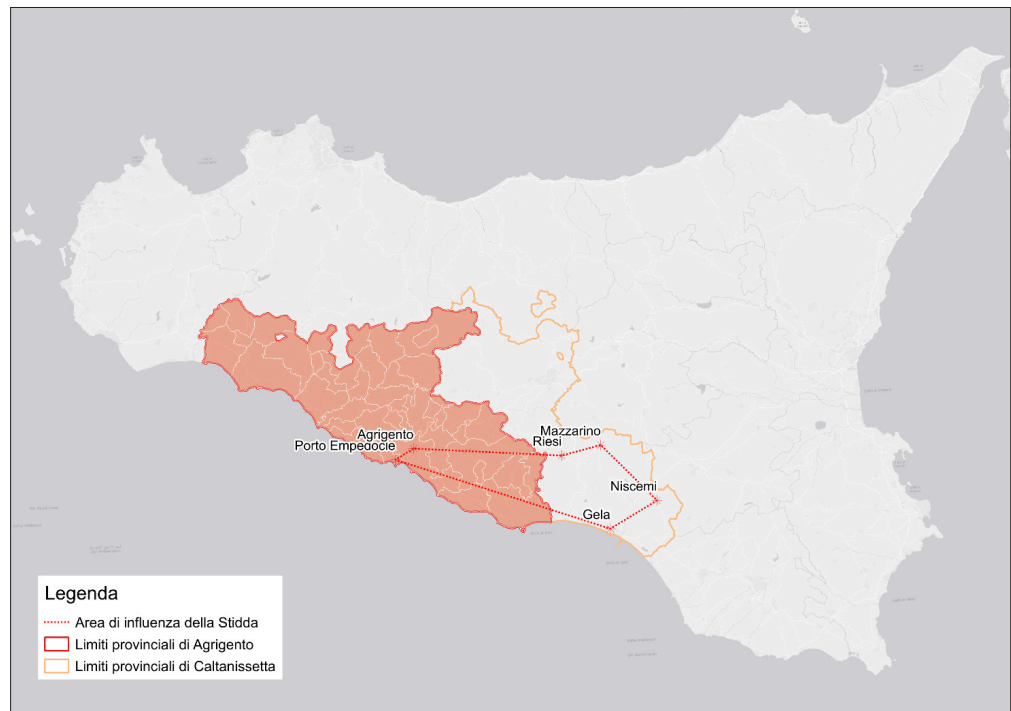 Mazzarino
Riesi
Agrigento
Porto Empedocle
Niscemi
Gela
Legenda
Area di influenza della Stidda
Limiti provinciali di Agrigento
Limiti provinciali di Caltanissetta